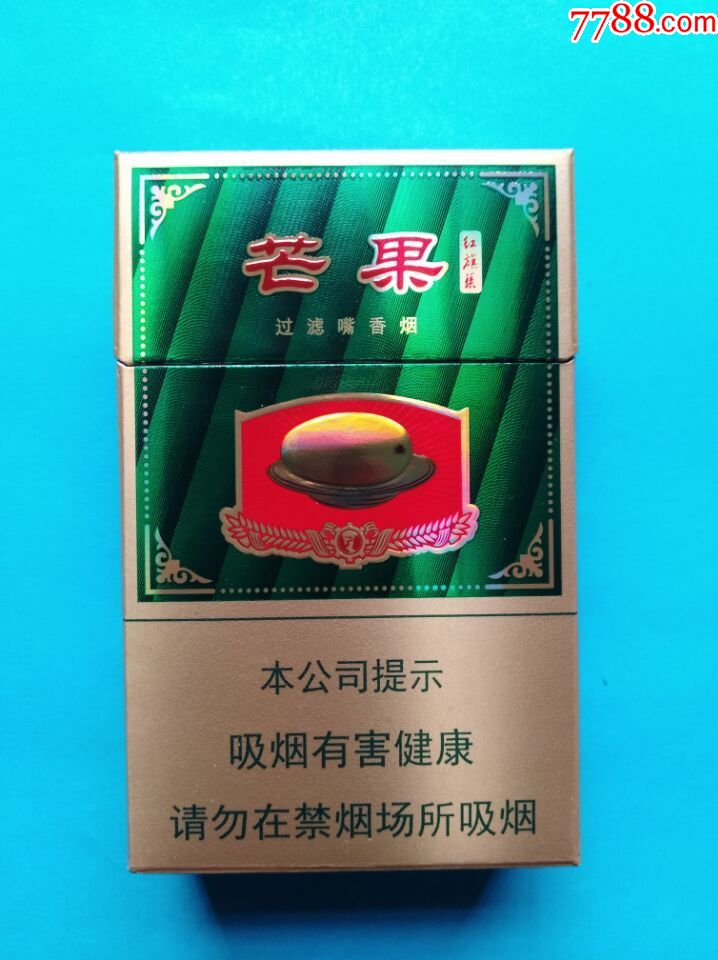 7788.com
芒果 红旗渠
过滤嘴香烟
本公司提示
吸烟有害健康
请勿在禁烟场所吸烟